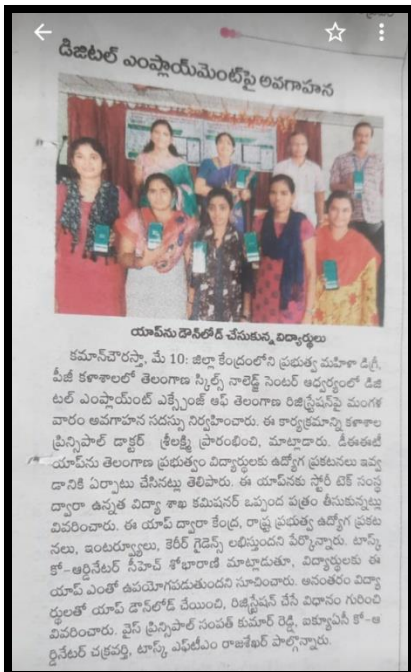 డిజిటల్ ఎంప్లాయ్‌మెంట్‌పై అవగాహన
యాప్‌ను డౌన్‌లోడ్ చేసుకున్న విద్యార్థులు
కమాన్‌చౌరస్తా, మే 10: జిల్లా కేంద్రంలోని ప్రభుత్వ మహిళా డిగ్రీ,
పీజీ కళాశాలలో తెలంగాణ స్కిల్స్ నాలెడ్జ్ సెంటర్ ఆధ్వర్యంలో డిజి
టల్ ఎంప్లాయింట్ ఎక్స్ఛేంజ్ ఆఫ్ తెలంగాణ రిజిస్ట్రేషన్‌పై మంగళ
వారం అవగాహన సదస్సు నిర్వహించారు. ఈ కార్యక్రమాన్ని కళాశాల
ప్రిన్సిపాల్ డాక్టర్ శ్రీలక్ష్మి ప్రారంభించి, మాట్లాడారు. డీఈఈటీ
యాప్‌ను తెలంగాణ ప్రభుత్వం విద్యార్థులకు ఉద్యోగ ప్రకటనలు ఇవ్వ
డానికి ఏర్పాటు చేసినట్లు తెలిపారు. ఈ యాప్‌నకు స్టోరీ టెక్ సంస్థ
ద్వారా ఉన్నత విద్యా శాఖ కమిషనర్ ఒప్పంద పత్రం తీసుకున్నట్లు
వివరించారు. ఈ యాప్ ద్వారా కేంద్ర, రాష్ట్ర ప్రభుత్వ ఉద్యోగ ప్రకట
నలు, ఇంటర్వ్యూలు, కెరీర్ గైడెన్స్ లభిస్తుందని పేర్కొన్నారు. టాస్క్
కో-ఆర్డినేటర్ సీహెచ్ శోభారాణి మాట్లాడుతూ, విద్యార్థులకు ఈ
యాప్ ఎంతో ఉపయోగపడుతుందని సూచించారు. అనంతరం విద్యా
ర్థులతో యాప్ డౌన్‌లోడ్ చేయించి, రిజిస్ట్రేషన్ చేసే విధానం గురించి
వివరించారు. వైస్ ప్రిన్సిపాల్ సంపత్ కుమార్ రెడ్డి, ఐక్యూఏసీ కో-ఆ
ర్డినేటర్ చక్రవర్తి, టాస్క్ ఎఫ్‌టీఎం రాజశేఖర్ పాల్గొన్నారు.